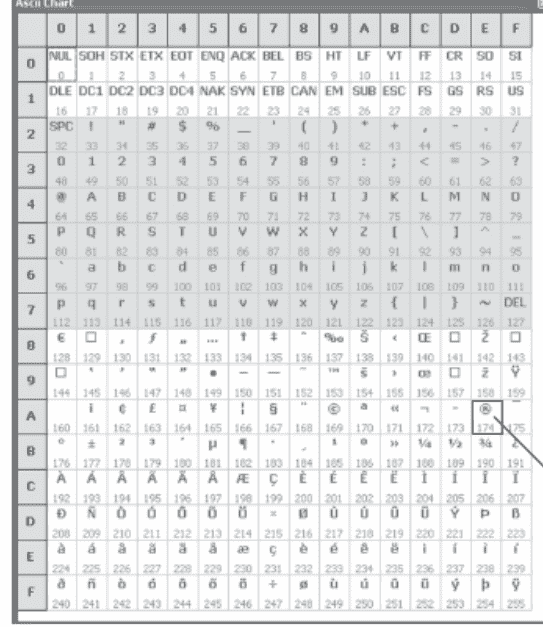 Ascii Chart
0 1 2 3 4 5 6 7 8 9 A B C D E F
0 NUL SOH STX ETX EOT ENQ ACK BEL BS HT LF VT FF CR SO SI
0 1 2 3 4 5 6 7 8 9 10 11 12 13 14 15
1 DLE DC1 DC2 DC3 DC4 NAK SYN ETB CAN EM SUB ESC FS GS RS US
16 17 18 19 20 21 22 23 24 25 26 27 28 29 30 31
2 SPC ! " # $ % _ ' ( ) * + , - . /
32 33 34 35 36 37 38 39 40 41 42 43 44 45 46 47
3 0 1 2 3 4 5 6 7 8 9 : ; < = > ?
48 49 50 51 52 53 54 55 56 57 58 59 60 61 62 63
4 @ A B C D E F G H I J K L M N O
64 65 66 67 68 69 70 71 72 73 74 75 76 77 78 79
5 P Q R S T U V W X Y Z [ \ ] ^ _
80 81 82 83 84 85 86 87 88 89 90 91 92 93 94 95
6 ` a b c d e f g h i j k l m n o
96 97 98 99 100 101 102 103 104 105 106 107 108 109 110 111
7 p q r s t u v w x y z { | } ~ DEL
112 113 114 115 116 117 118 119 120 121 122 123 124 125 126 127
8 € □ ‚ ƒ „ … † ‡ ˆ ‰ Š ‹ Œ □ Ž □
128 129 130 131 132 133 134 135 136 137 138 139 140 141 142 143
9 □ ‘ ’ “ ” • – — ˜ ™ š › œ □ ž Ÿ
144 145 146 147 148 149 150 151 152 153 154 155 156 157 158 159
A ¡ ¢ £ ¤ ¥ ¦ § ¨ © ª « ¬ - ® ¯
160 161 162 163 164 165 166 167 168 169 170 171 172 173 174 175
B ° ± ² ³ ´ µ ¶ · ¸ ¹ º » ¼ ½ ¾ ¿
176 177 178 179 180 181 182 183 184 185 186 187 188 189 190 191
C À Á Â Ã Ä Å Æ Ç È É Ê Ë Ì Í Î Ï
192 193 194 195 196 197 198 199 200 201 202 203 204 205 206 207
D Ð Ñ Ò Ó Ô Õ Ö × Ø Ù Ú Û Ü Ý Þ ß
208 209 210 211 212 213 214 215 216 217 218 219 220 221 222 223
E à á â ã ä å æ ç è é ê ë ì í î ï
224 225 226 227 228 229 230 231 232 233 234 235 236 237 238 239
F ð ñ ò ó ô õ ö ÷ ø ù ú û ü ý þ ÿ
240 241 242 243 244 245 246 247 248 249 250 251 252 253 254 255